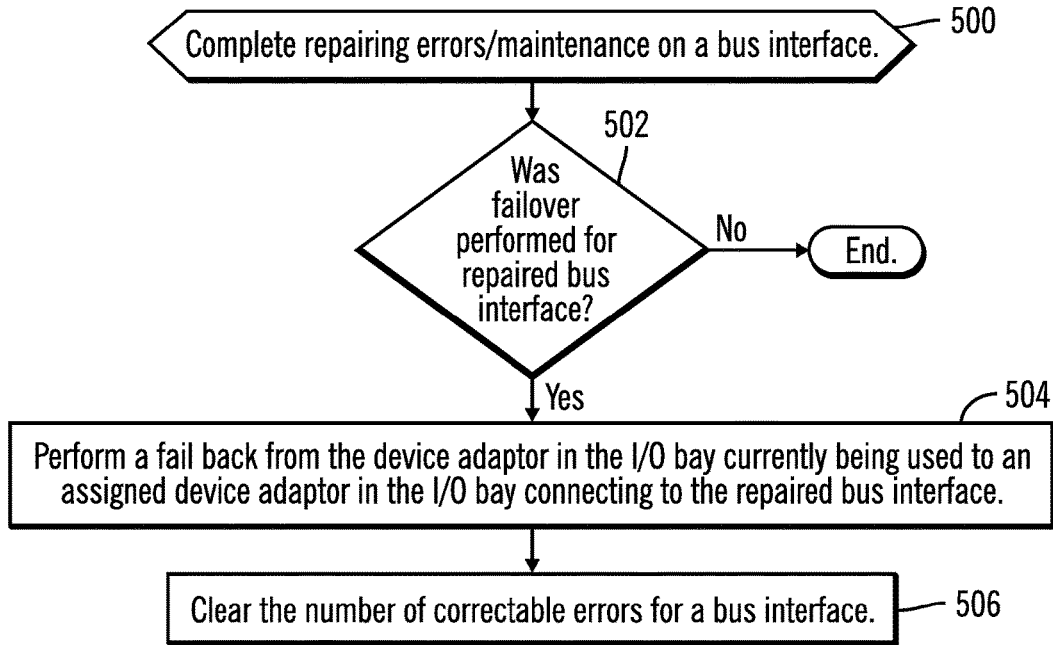 Complete repairing errors/maintenance on a bus interface.
500
502
Was
failover
performed for
repaired bus
interface?
No
End.
Yes
504
Perform a fail back from the device adaptor in the I/O bay currently being used to an
assigned device adaptor in the I/O bay connecting to the repaired bus interface.
Clear the number of correctable errors for a bus interface.
506